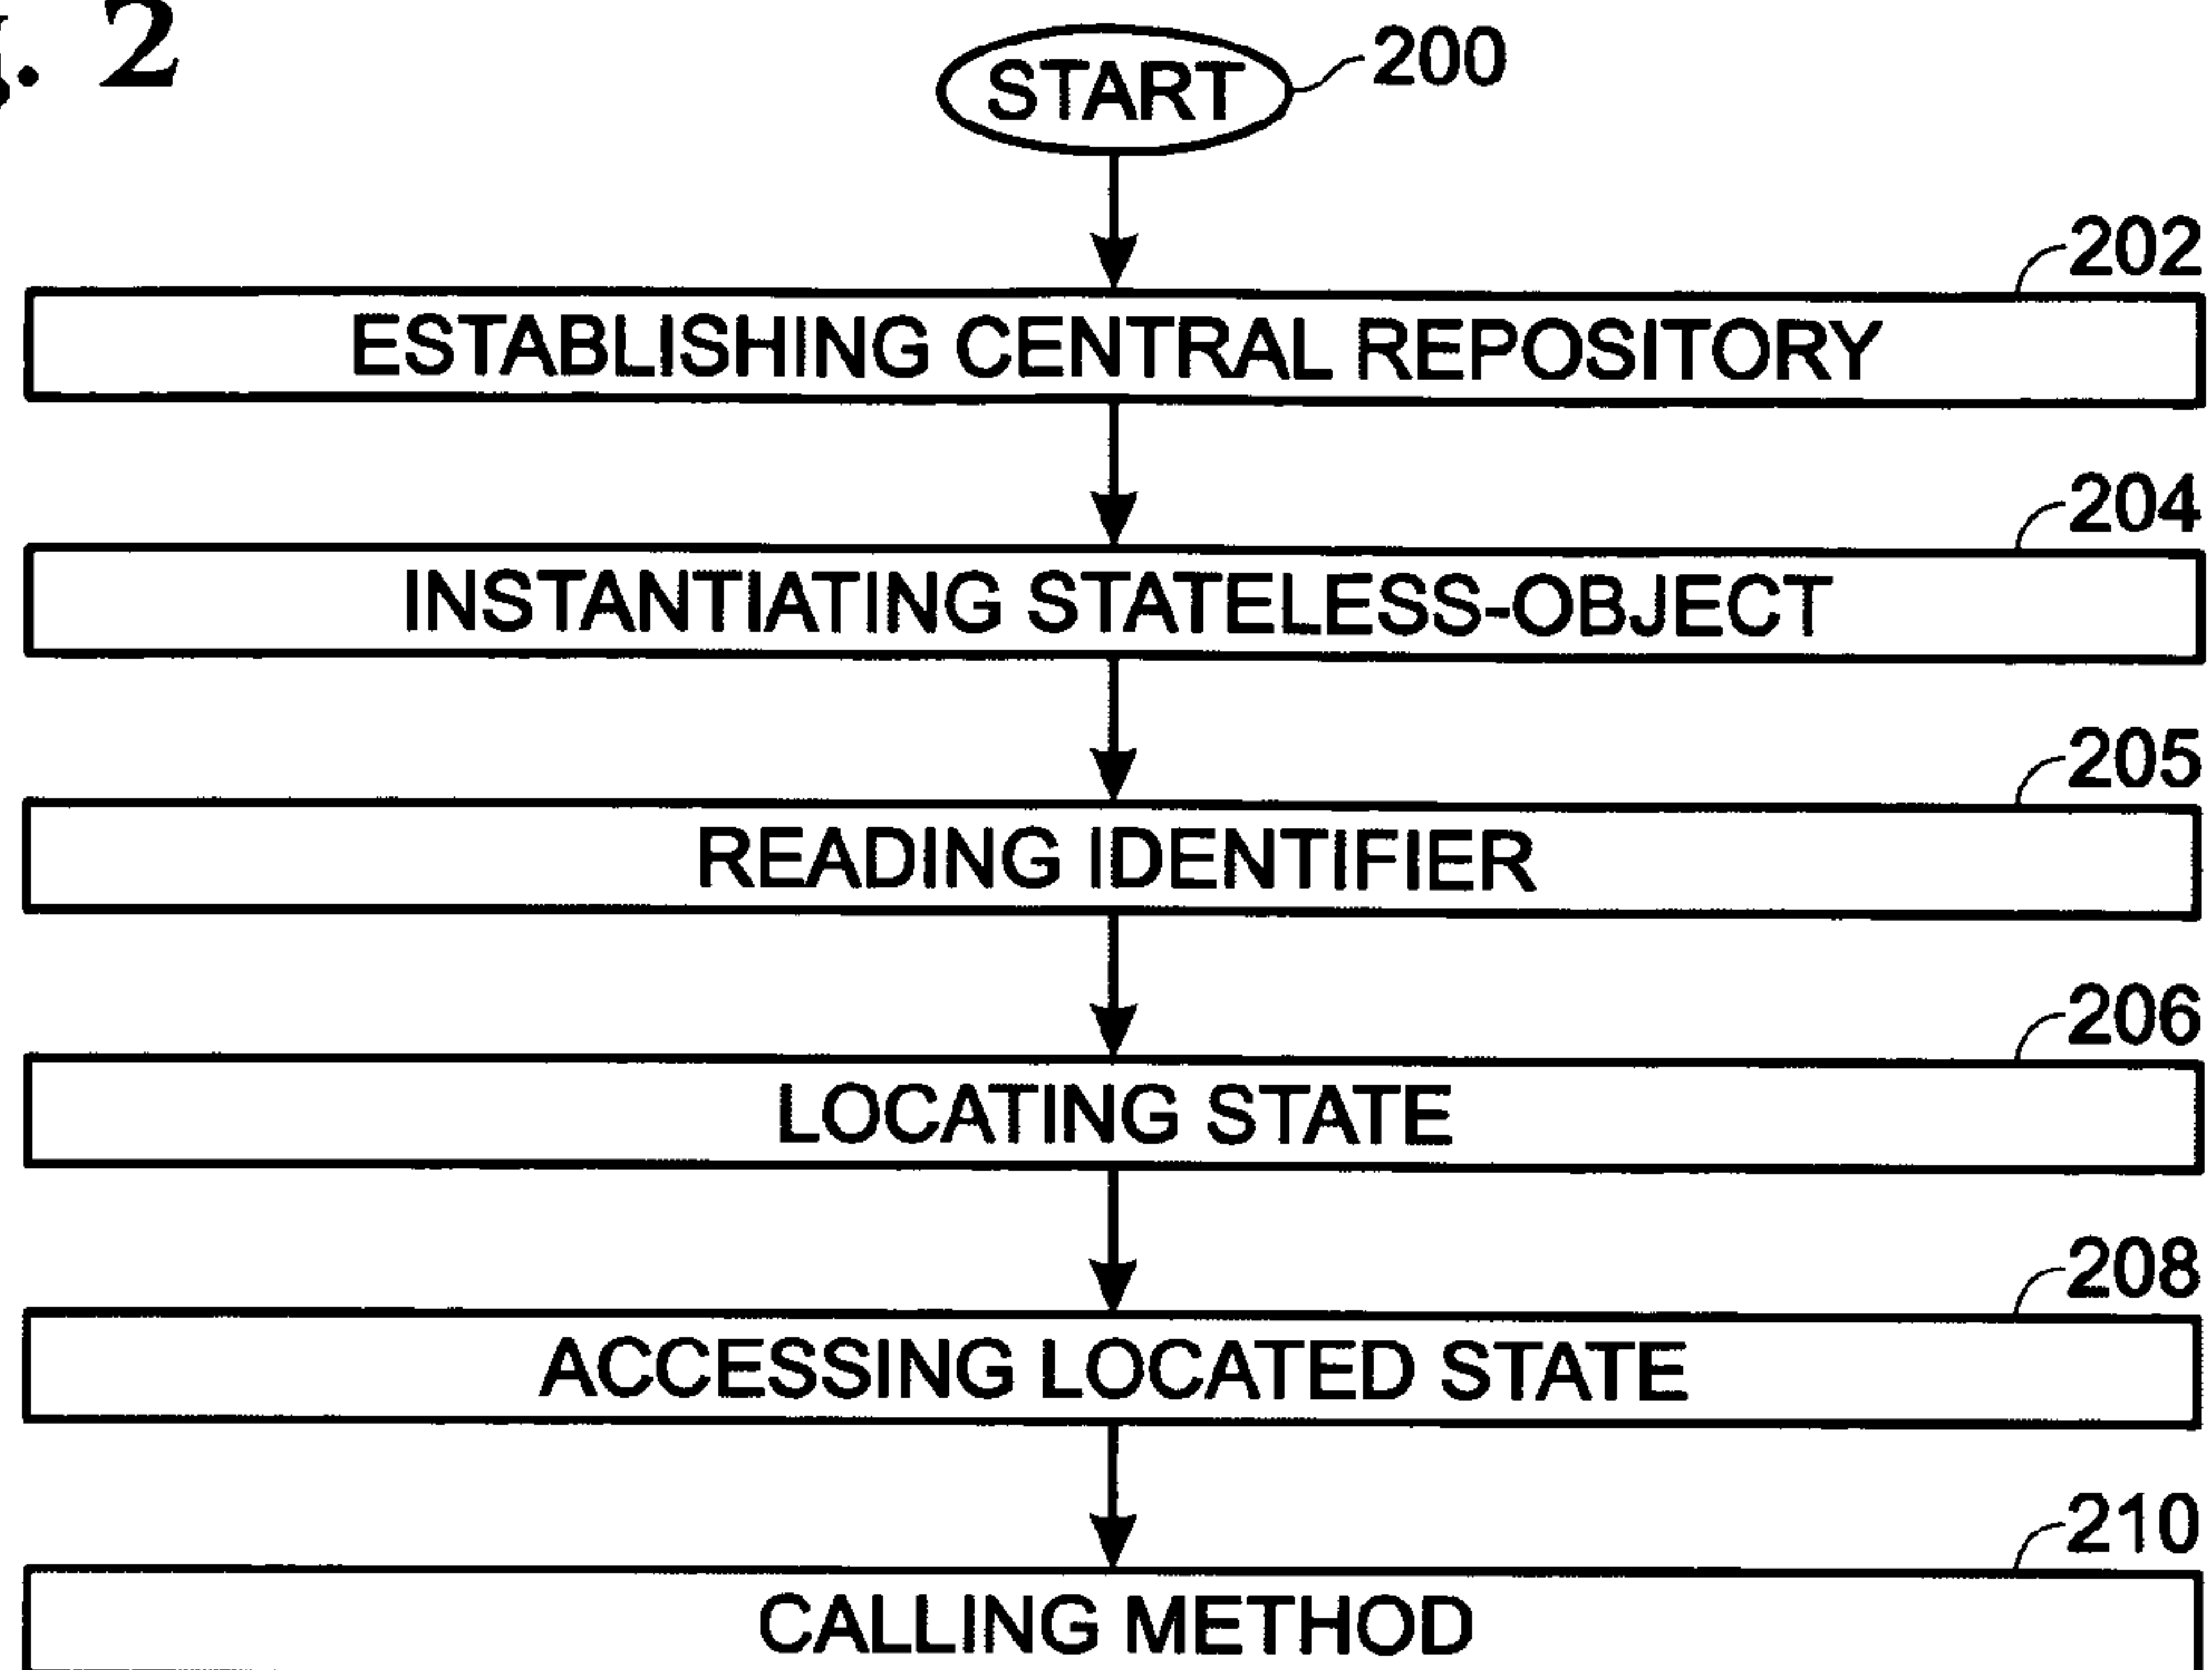 . 2
START
200
202
ESTABLISHING CENTRAL REPOSITORY
204
INSTANTIATING STATELESS-OBJECT
205
READING IDENTIFIER
206
LOCATING STATE
208
ACCESSING LOCATED STATE
210
CALLING METHOD